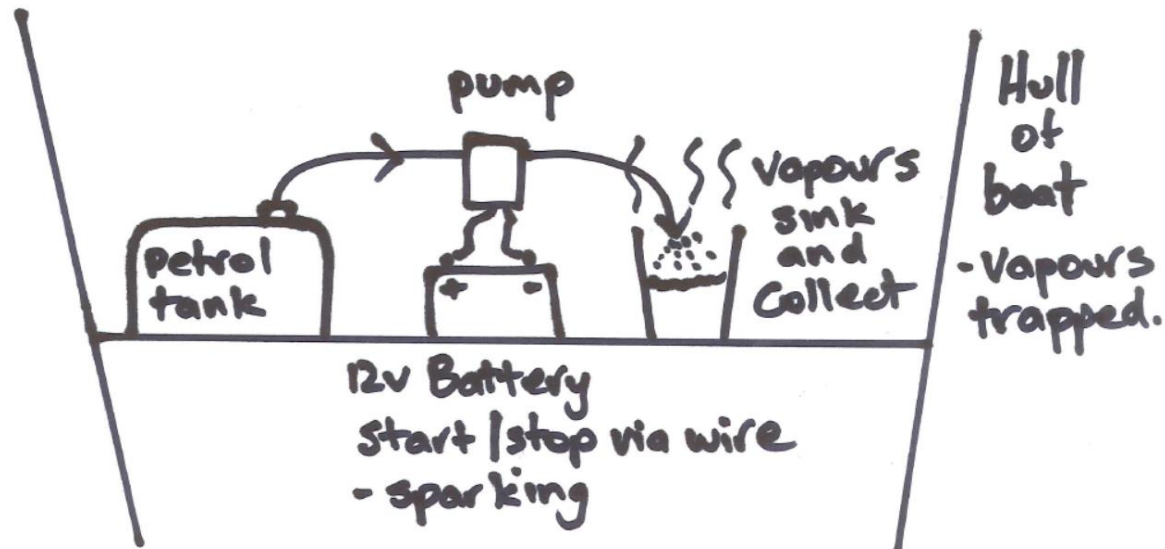 pump
petrol
tank
+ -
vapours
sink
and
collect
Hull
of
boat
- Vapours
trapped.
12v Battery
start / stop via wire
- sparking